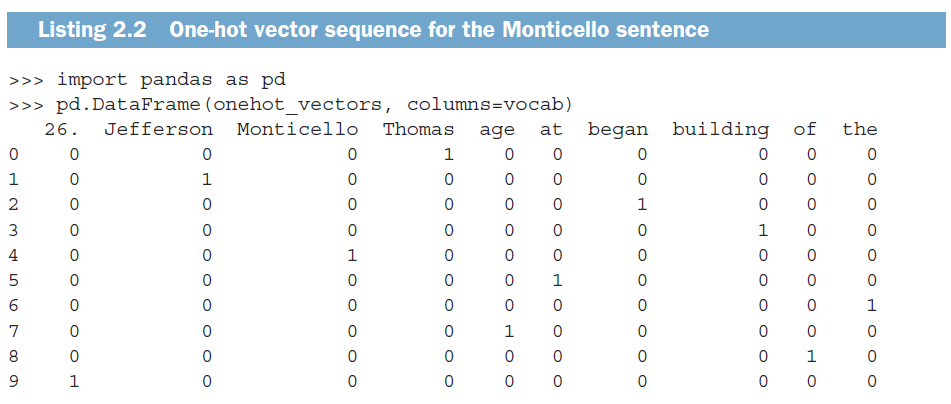 Listing 2.2 One-hot vector sequence for the Monticello sentence
>>> import pandas as pd
>>> pd.DataFrame(onehot_vectors, columns=vocab)
26. Jefferson Monticello Thomas age at began building of the
0 0 0 0 1 0 0 0 0 0 0
1 0 1 0 0 0 0 0 0 0 0
2 0 0 0 0 0 0 1 0 0 0
3 0 0 0 0 0 0 0 1 0 0
4 0 0 1 0 0 0 0 0 0 0
5 0 0 0 0 0 1 0 0 0 0
6 0 0 0 0 0 0 0 0 0 1
7 0 0 0 0 1 0 0 0 0 0
8 0 0 0 0 0 0 0 0 1 0
9 1 0 0 0 0 0 0 0 0 0